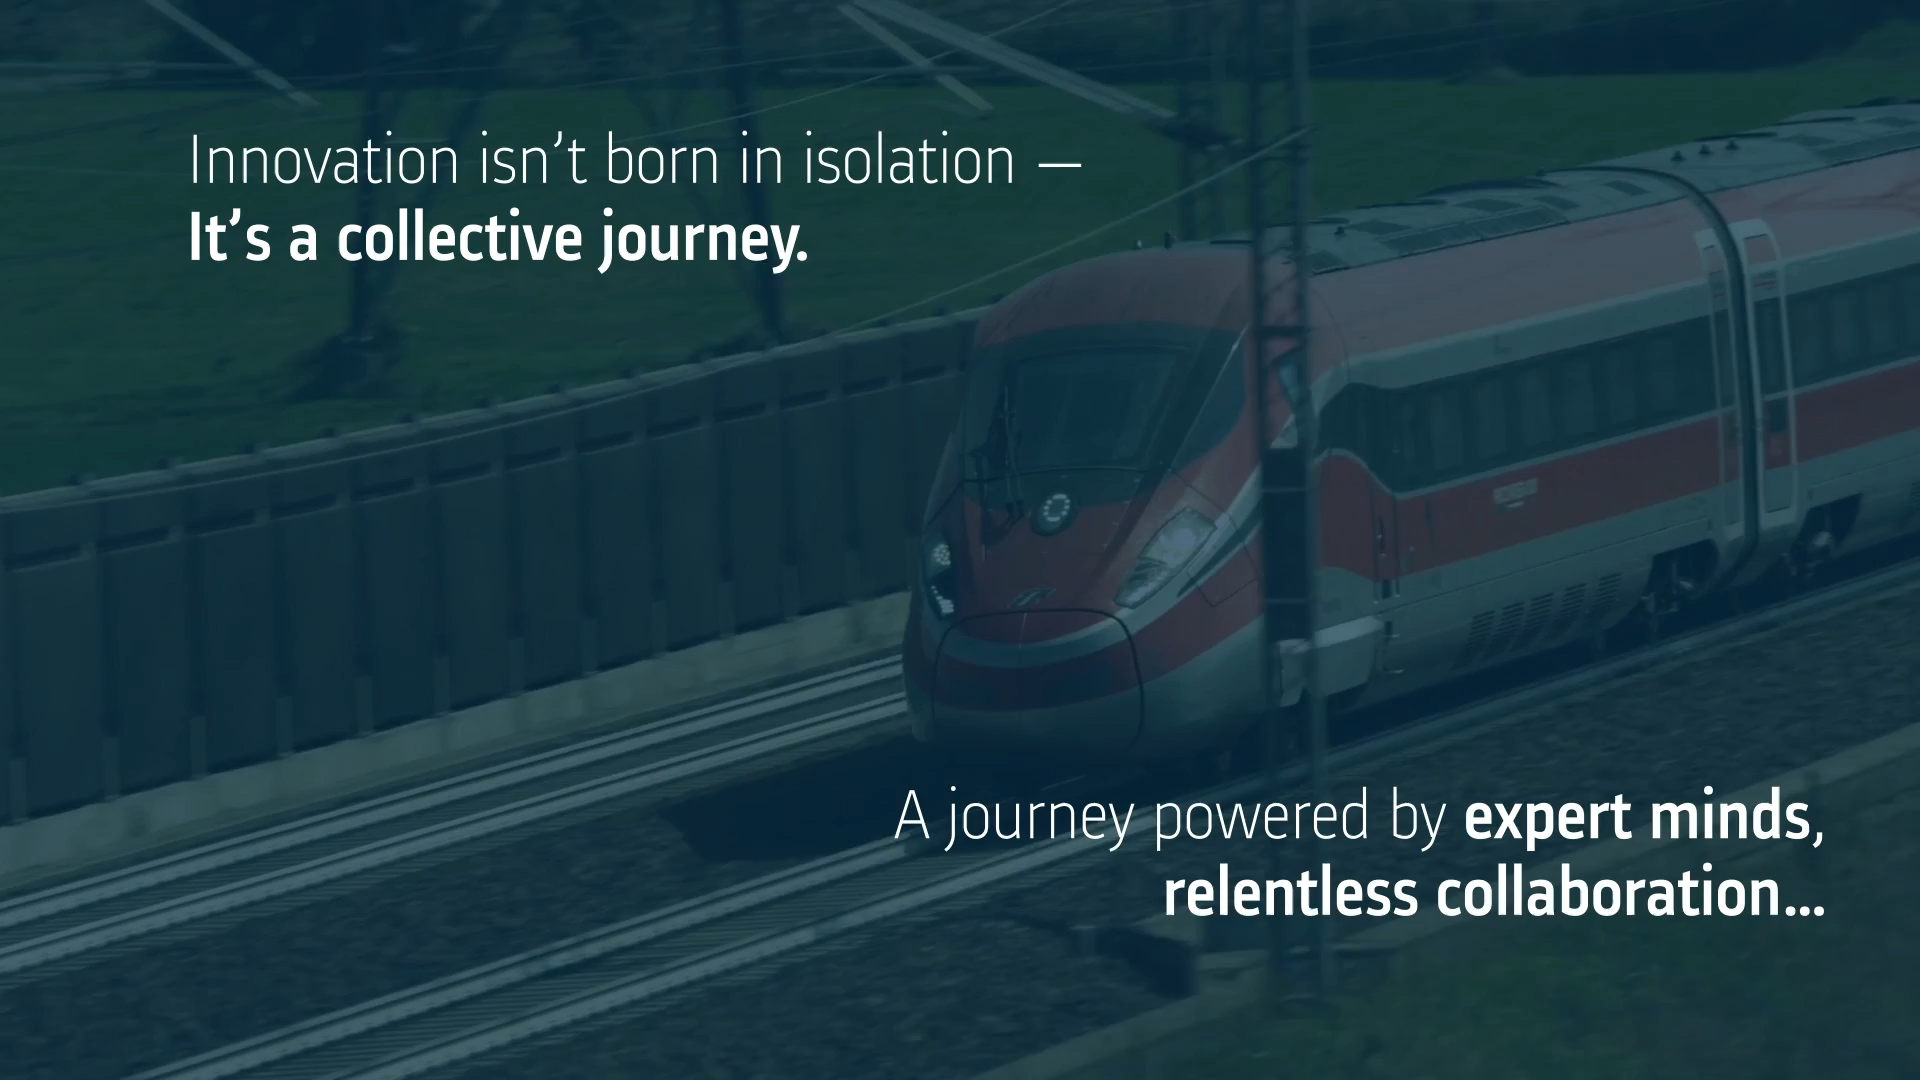 Innovation isn’t born in isolation —
It’s a collective journey.
A journey powered by expert minds,
relentless collaboration...